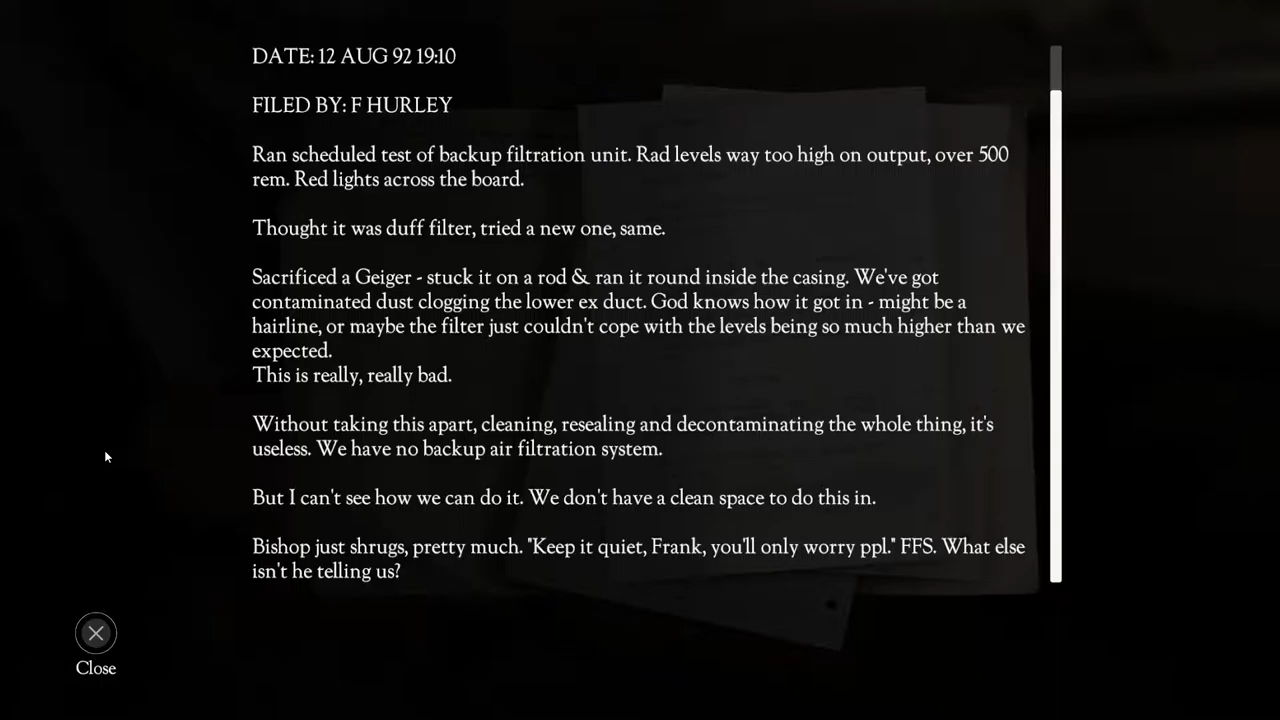 DATE: 12 AUG 92 19:10
FILED BY: F HURLEY
Ran scheduled test of backup filtration unit. Rad levels way too high on output, over 500
rem. Red lights across the board.
Thought it was duff filter, tried a new one, same.
Sacrificed a Geiger - stuck it on a rod & ran it round inside the casing. We've got
contaminated dust clogging the lower ex duct. God knows how it got in - might be a
hairline, or maybe the filter just couldn't cope with the levels being so much higher than we
expected.
This is really, really bad.
Without taking this apart, cleaning, resealing and decontaminating the whole thing, it's
useless. We have no backup air filtration system.
But I can't see how we can do it. We don't have a clean space to do this in.
Bishop just shrugs, pretty much. "Keep it quiet, Frank, you'll only worry ppl." FFS. What else
isn't he telling us?
Close